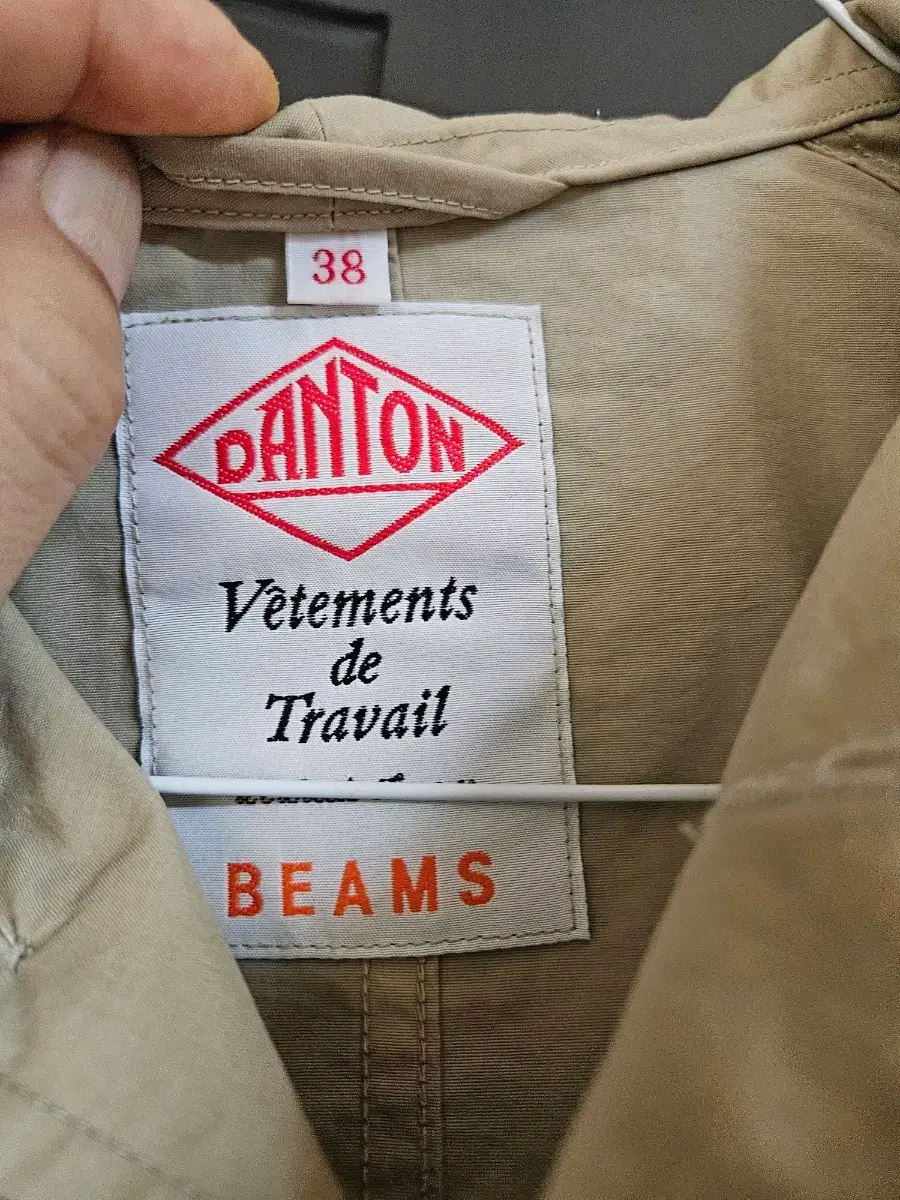 38
DANTON
Vêtements
de
Travail
BEAMS